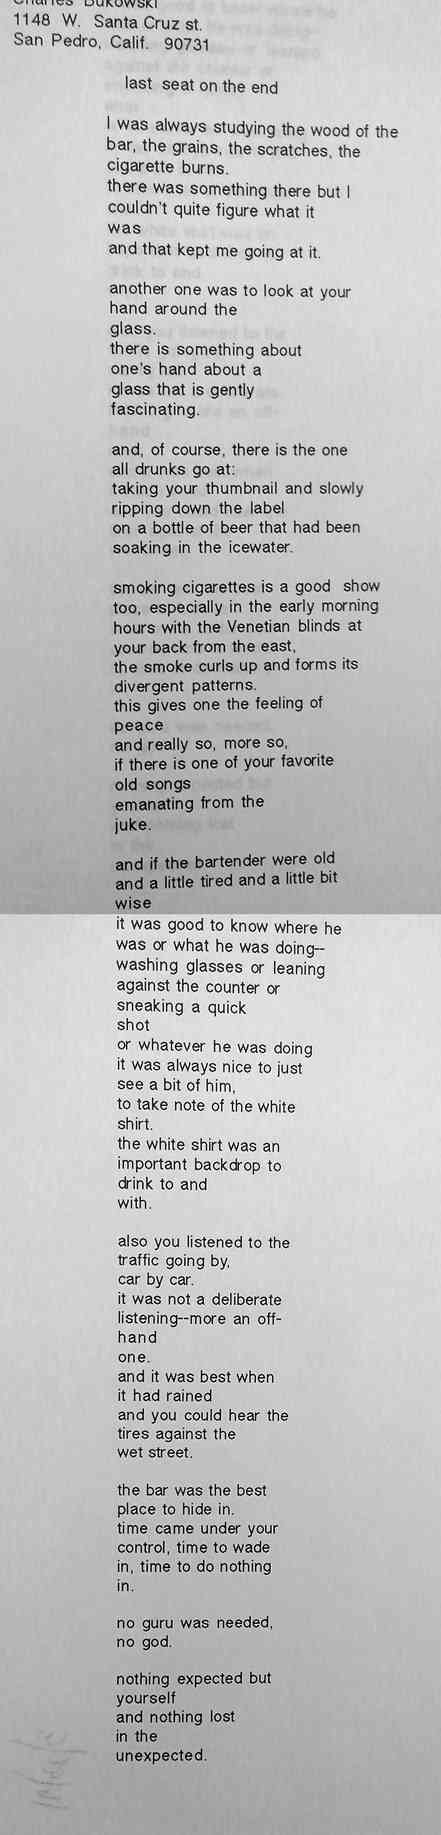 Charles Bukowski
1148 W. Santa Cruz st.
San Pedro, Calif. 90731
last seat on the end
I was always studying the wood of the
bar, the grains, the scratches, the
cigarette burns.
there was something there but I
couldn't quite figure what it
was
and that kept me going at it.
another one was to look at your
hand around the
glass.
there is something about
one's hand about a
glass that is gently
fascinating.
and, of course, there is the one
all drunks go at:
taking your thumbnail and slowly
ripping down the label
on a bottle of beer that had been
soaking in the icewater.
smoking cigarettes is a good show
too, especially in the early morning
hours with the Venetian blinds at
your back from the east,
the smoke curls up and forms its
divergent patterns.
this gives one the feeling of
peace
and really so, more so,
if there is one of your favorite
old songs
emanating from the
juke.
and if the bartender were old
and a little tired and a little bit
wise
it was good to know where he
was or what he was doing--
washing glasses or leaning
against the counter or
sneaking a quick
shot
or whatever he was doing
it was always nice to just
see a bit of him,
to take note of the white
shirt.
the white shirt was an
important backdrop to
drink to and
with.
also you listened to the
traffic going by,
car by car.
it was not a deliberate
listening--more an off-
hand
one.
and it was best when
it had rained
and you could hear the
tires against the
wet street.
the bar was the best
place to hide in.
time came under your
control, time to wade
in, time to do nothing
in.
no guru was needed,
no god.
nothing expected but
yourself
and nothing lost
in the
unexpected.